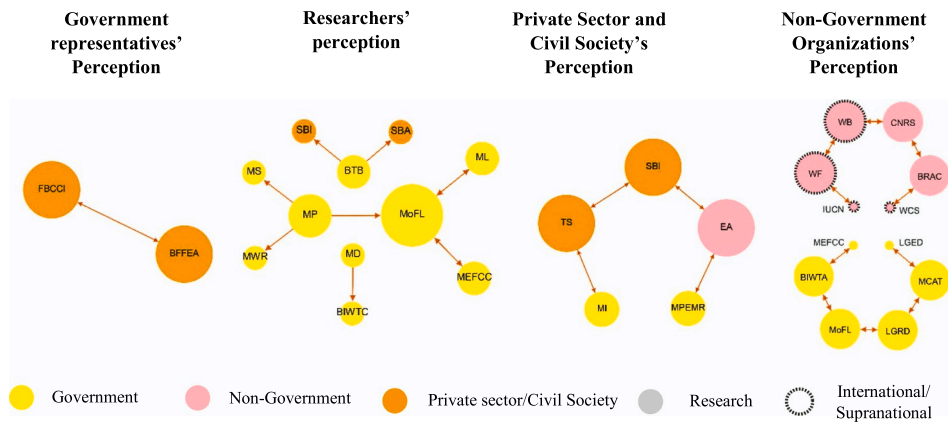 Government
representatives’
Perception
Researchers’
perception
Private Sector and
Civil Society’s
Perception
Non-Government
Organizations’
Perception
FBCCI
BFFEA
SBI
SBA
BTB
ML
MS
MP
MoFL
MWR
MD
MEFCC
BIWTC
SBI
TS
EA
MI
MPEMR
WB
CNRS
WF
BRAC
IUCN
WCS
MEFCC
LGED
BIWTA
MCAT
MoFL
LGRD
Government
Non-Government
Private sector/Civil Society
Research
International/
Supranational